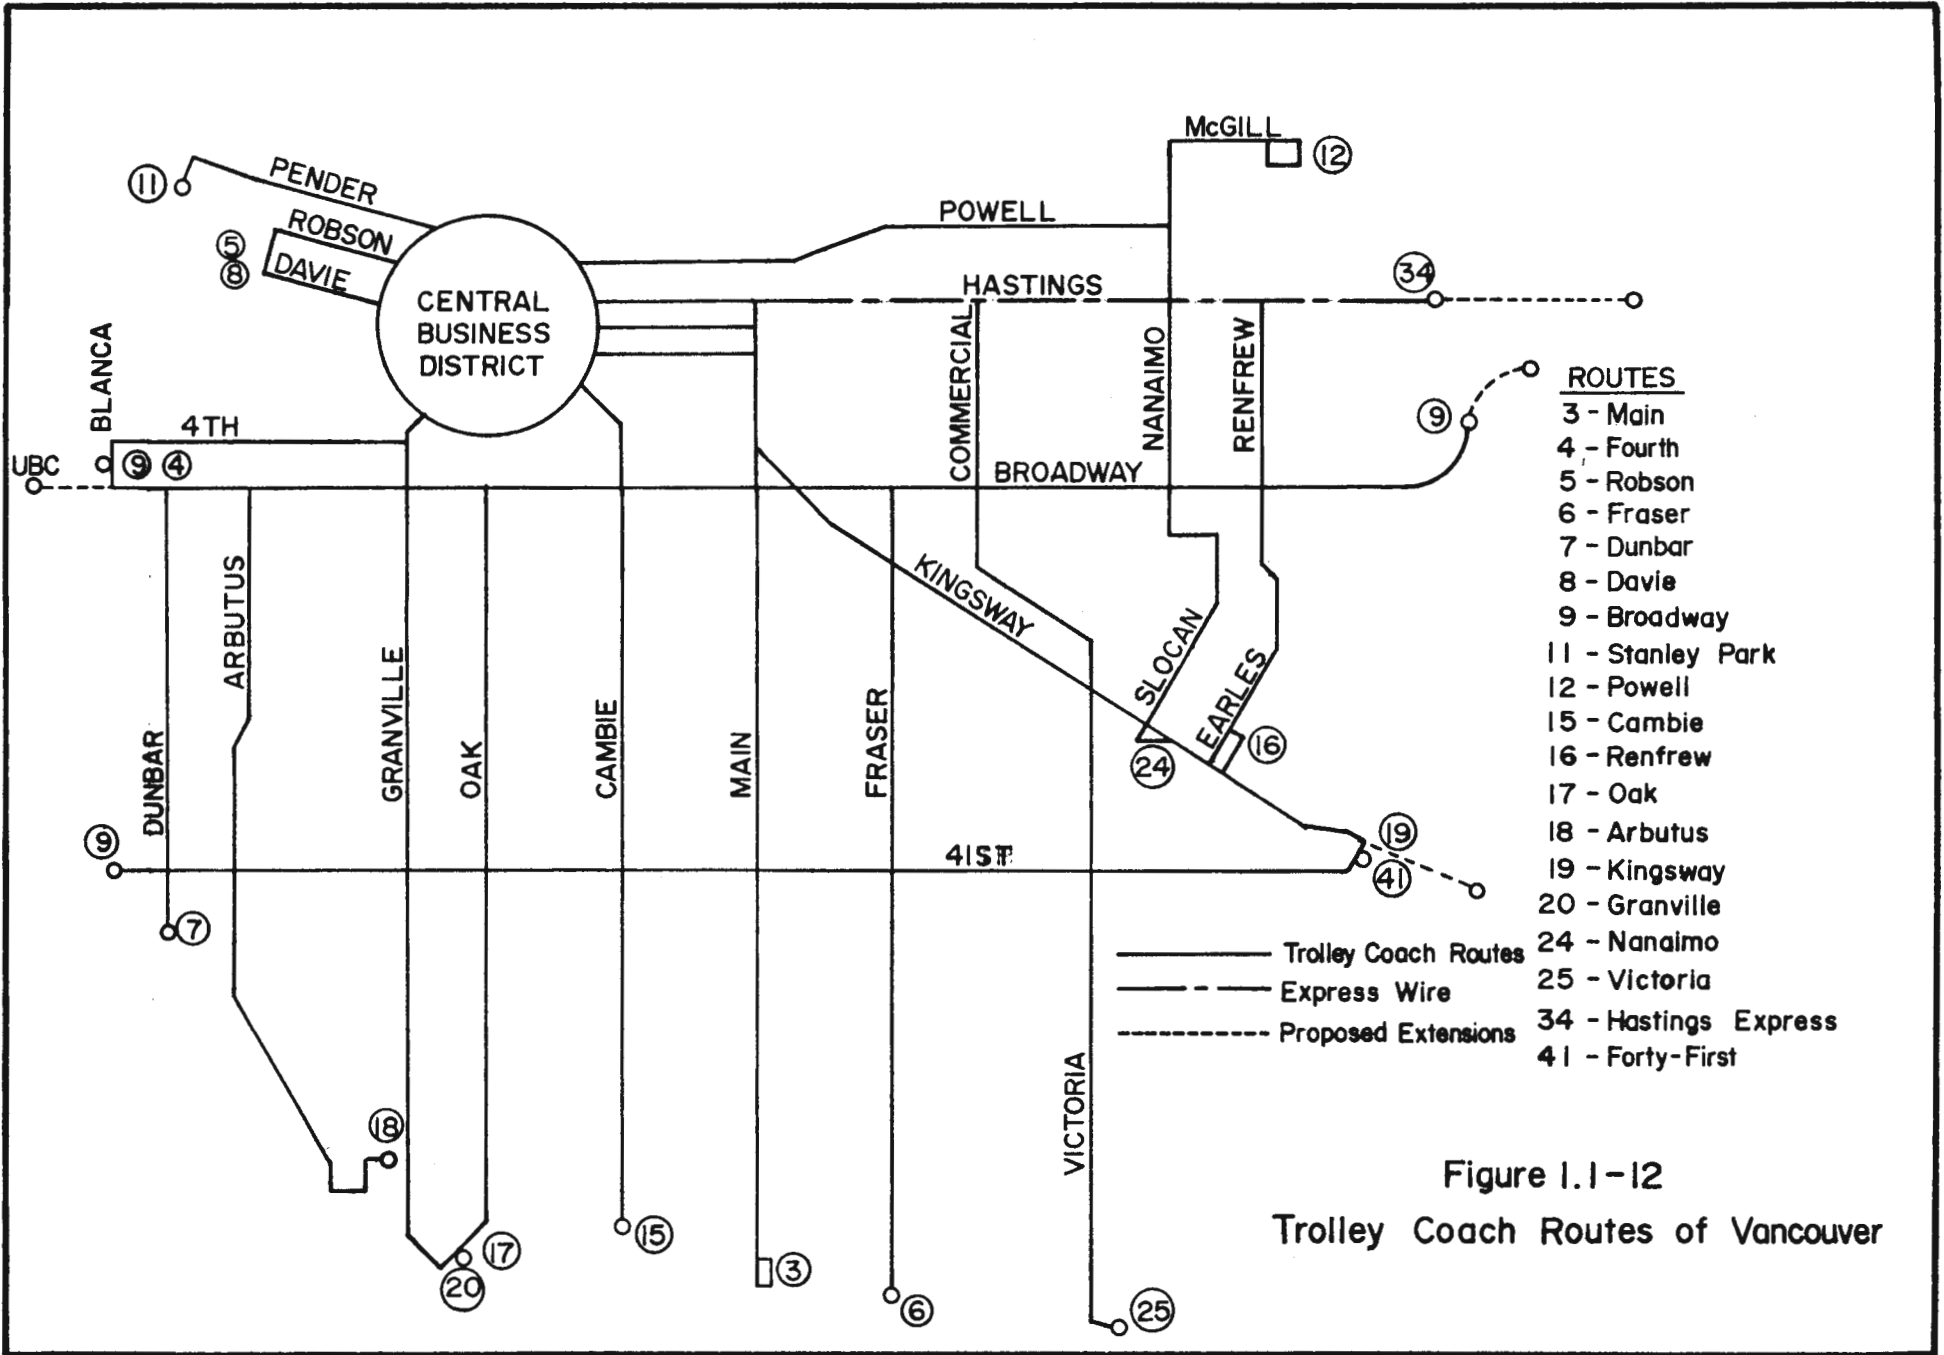 McGILL
12
11
PENDER
POWELL
ROBSON
5
8
DAVIE
34
HASTINGS
CENTRAL
BUSINESS
DISTRICT
BLANCA
COMMERCIAL
NANAIMO
RENFREW
9
4TH
UBC
9 4
BROADWAY
ARBUTUS
KINGSWAY
SLOCAN
EARLES
DUNBAR
GRANVILLE
OAK
CAMBIE
MAIN
FRASER
16
24
9
41ST
19
41
7
18
VICTORIA
17
20
15
3
6
25
ROUTES
3 - Main
4 - Fourth
5 - Robson
6 - Fraser
7 - Dunbar
8 - Davie
9 - Broadway
11 - Stanley Park
12 - Powell
15 - Cambie
16 - Renfrew
17 - Oak
18 - Arbutus
19 - Kingsway
20 - Granville
24 - Nanaimo
25 - Victoria
34 - Hastings Express
41 - Forty-First
Trolley Coach Routes
Express Wire
Proposed Extensions
Figure 1.1-12
Trolley Coach Routes of Vancouver